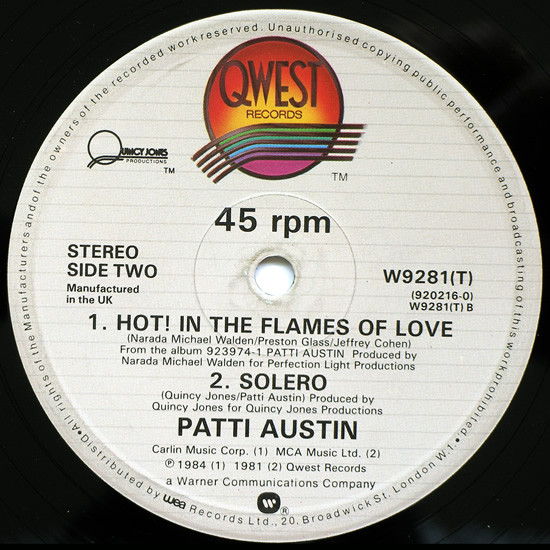 All rights of the Manufacturers and of the owners of the recorded work reserved. Unauthorised copying public performance and broadcasting of this work prohibited.
QWEST
RECORDS
QUINCY JONES
PRODUCTIONS
TM
TM
45 rpm
STEREO
SIDE TWO
Manufactured
in the UK
W9281(T)
(920216-0)
W9281(T) B
1. HOT! IN THE FLAMES OF LOVE
(Narada Michael Walden/Preston Glass/Jeffrey Cohen)
From the album 923974-1 PATTI AUSTIN Produced by
Narada Michael Walden for Perfection Light Productions
2. SOLERO
(Quincy Jones/Patti Austin) Produced by
Quincy Jones for Quincy Jones Productions
PATTI AUSTIN
Carlin Music Corp. (1) MCA Music Ltd. (2)
℗ 1984 (1) 1981 (2) Qwest Records
a Warner Communications Company
W ®
• Distributed by wea Records Ltd., 20, Broadwick St. London W1. •